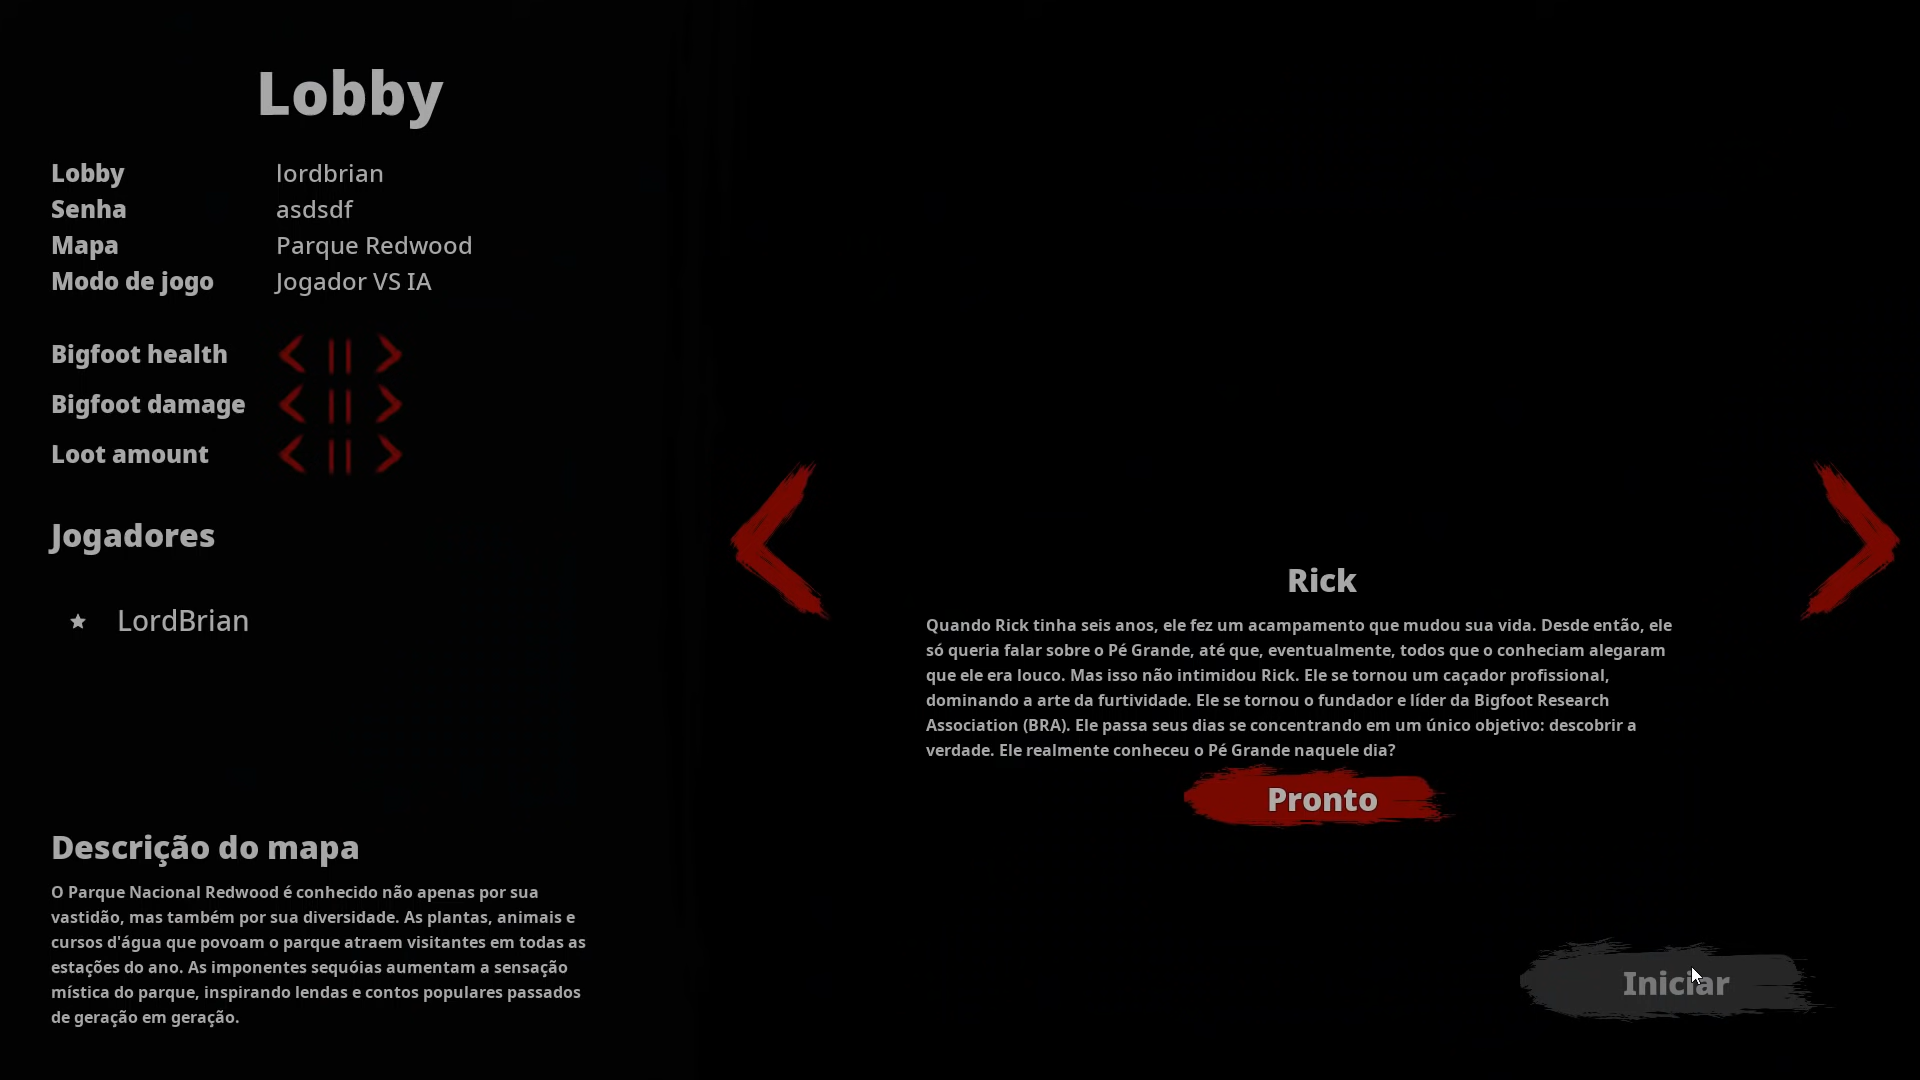 Lobby
Lobby lordbrian
Senha asdsdf
Mapa Parque Redwood
Modo de jogo Jogador VS IA
Bigfoot health
Bigfoot damage
Loot amount
Jogadores
LordBrian
Descrição do mapa
O Parque Nacional Redwood é conhecido não apenas por sua
vastidão, mas também por sua diversidade. As plantas, animais e
cursos d'água que povoam o parque atraem visitantes em todas as
estações do ano. As imponentes sequóias aumentam a sensação
mística do parque, inspirando lendas e contos populares passados
de geração em geração.
Rick
Quando Rick tinha seis anos, ele fez um acampamento que mudou sua vida. Desde então, ele
só queria falar sobre o Pé Grande, até que, eventualmente, todos que o conheciam alegaram
que ele era louco. Mas isso não intimidou Rick. Ele se tornou um caçador profissional,
dominando a arte da furtividade. Ele se tornou o fundador e líder da Bigfoot Research
Association (BRA). Ele passa seus dias se concentrando em um único objetivo: descobrir a
verdade. Ele realmente conheceu o Pé Grande naquele dia?
Pronto
Iniciar